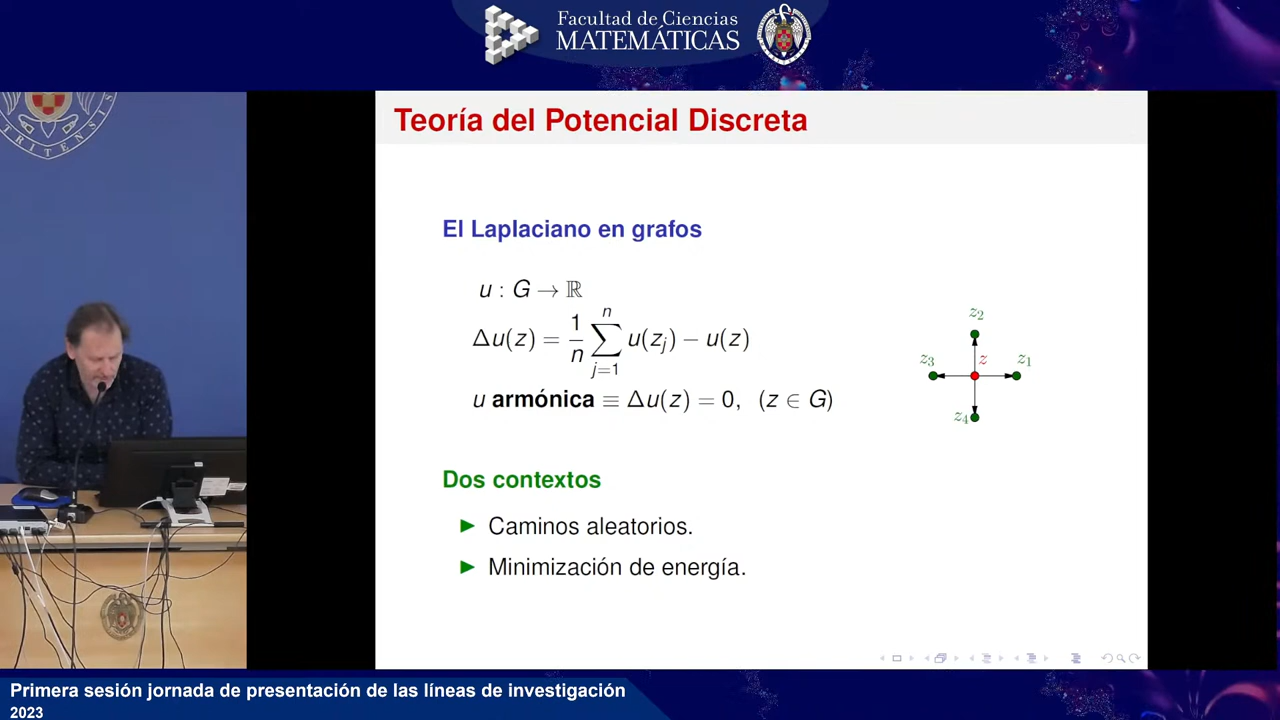 Facultad de Ciencias
MATEMÁTICAS
TRITENSIS
Teoría del Potencial Discreta
El Laplaciano en grafos
u : G → ℝ
Δu(z) = 1/n ∑_{j=1}^{n} u(z_j) − u(z)
u armónica ≡ Δu(z) = 0, (z ∈ G)
z₂
z₃ z z₁
z₄
Dos contextos
▶ Caminos aleatorios.
▶ Minimización de energía.
Primera sesión jornada de presentación de las líneas de investigación
2023